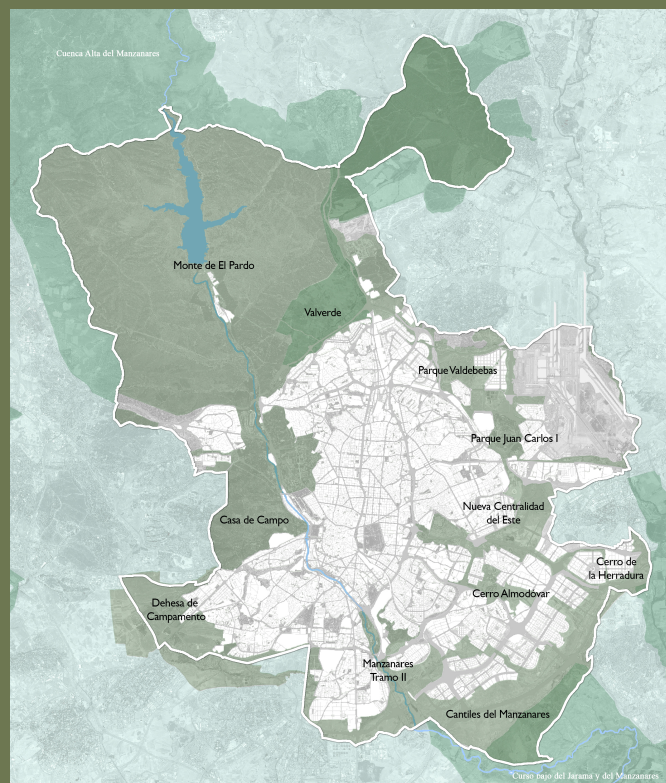 Cuenca Alta del Manzanares
Monte de El Pardo
Valverde
Parque Valdebebas
Parque Juan Carlos I
Nueva Centralidad
del Este
Casa de Campo
Cerro de
la Herradura
Cerro Almodóvar
Dehesa de
Campamento
Manzanares
Tramo II
Cantiles del Manzanares
Curso bajo del Jarama y del Manzanares